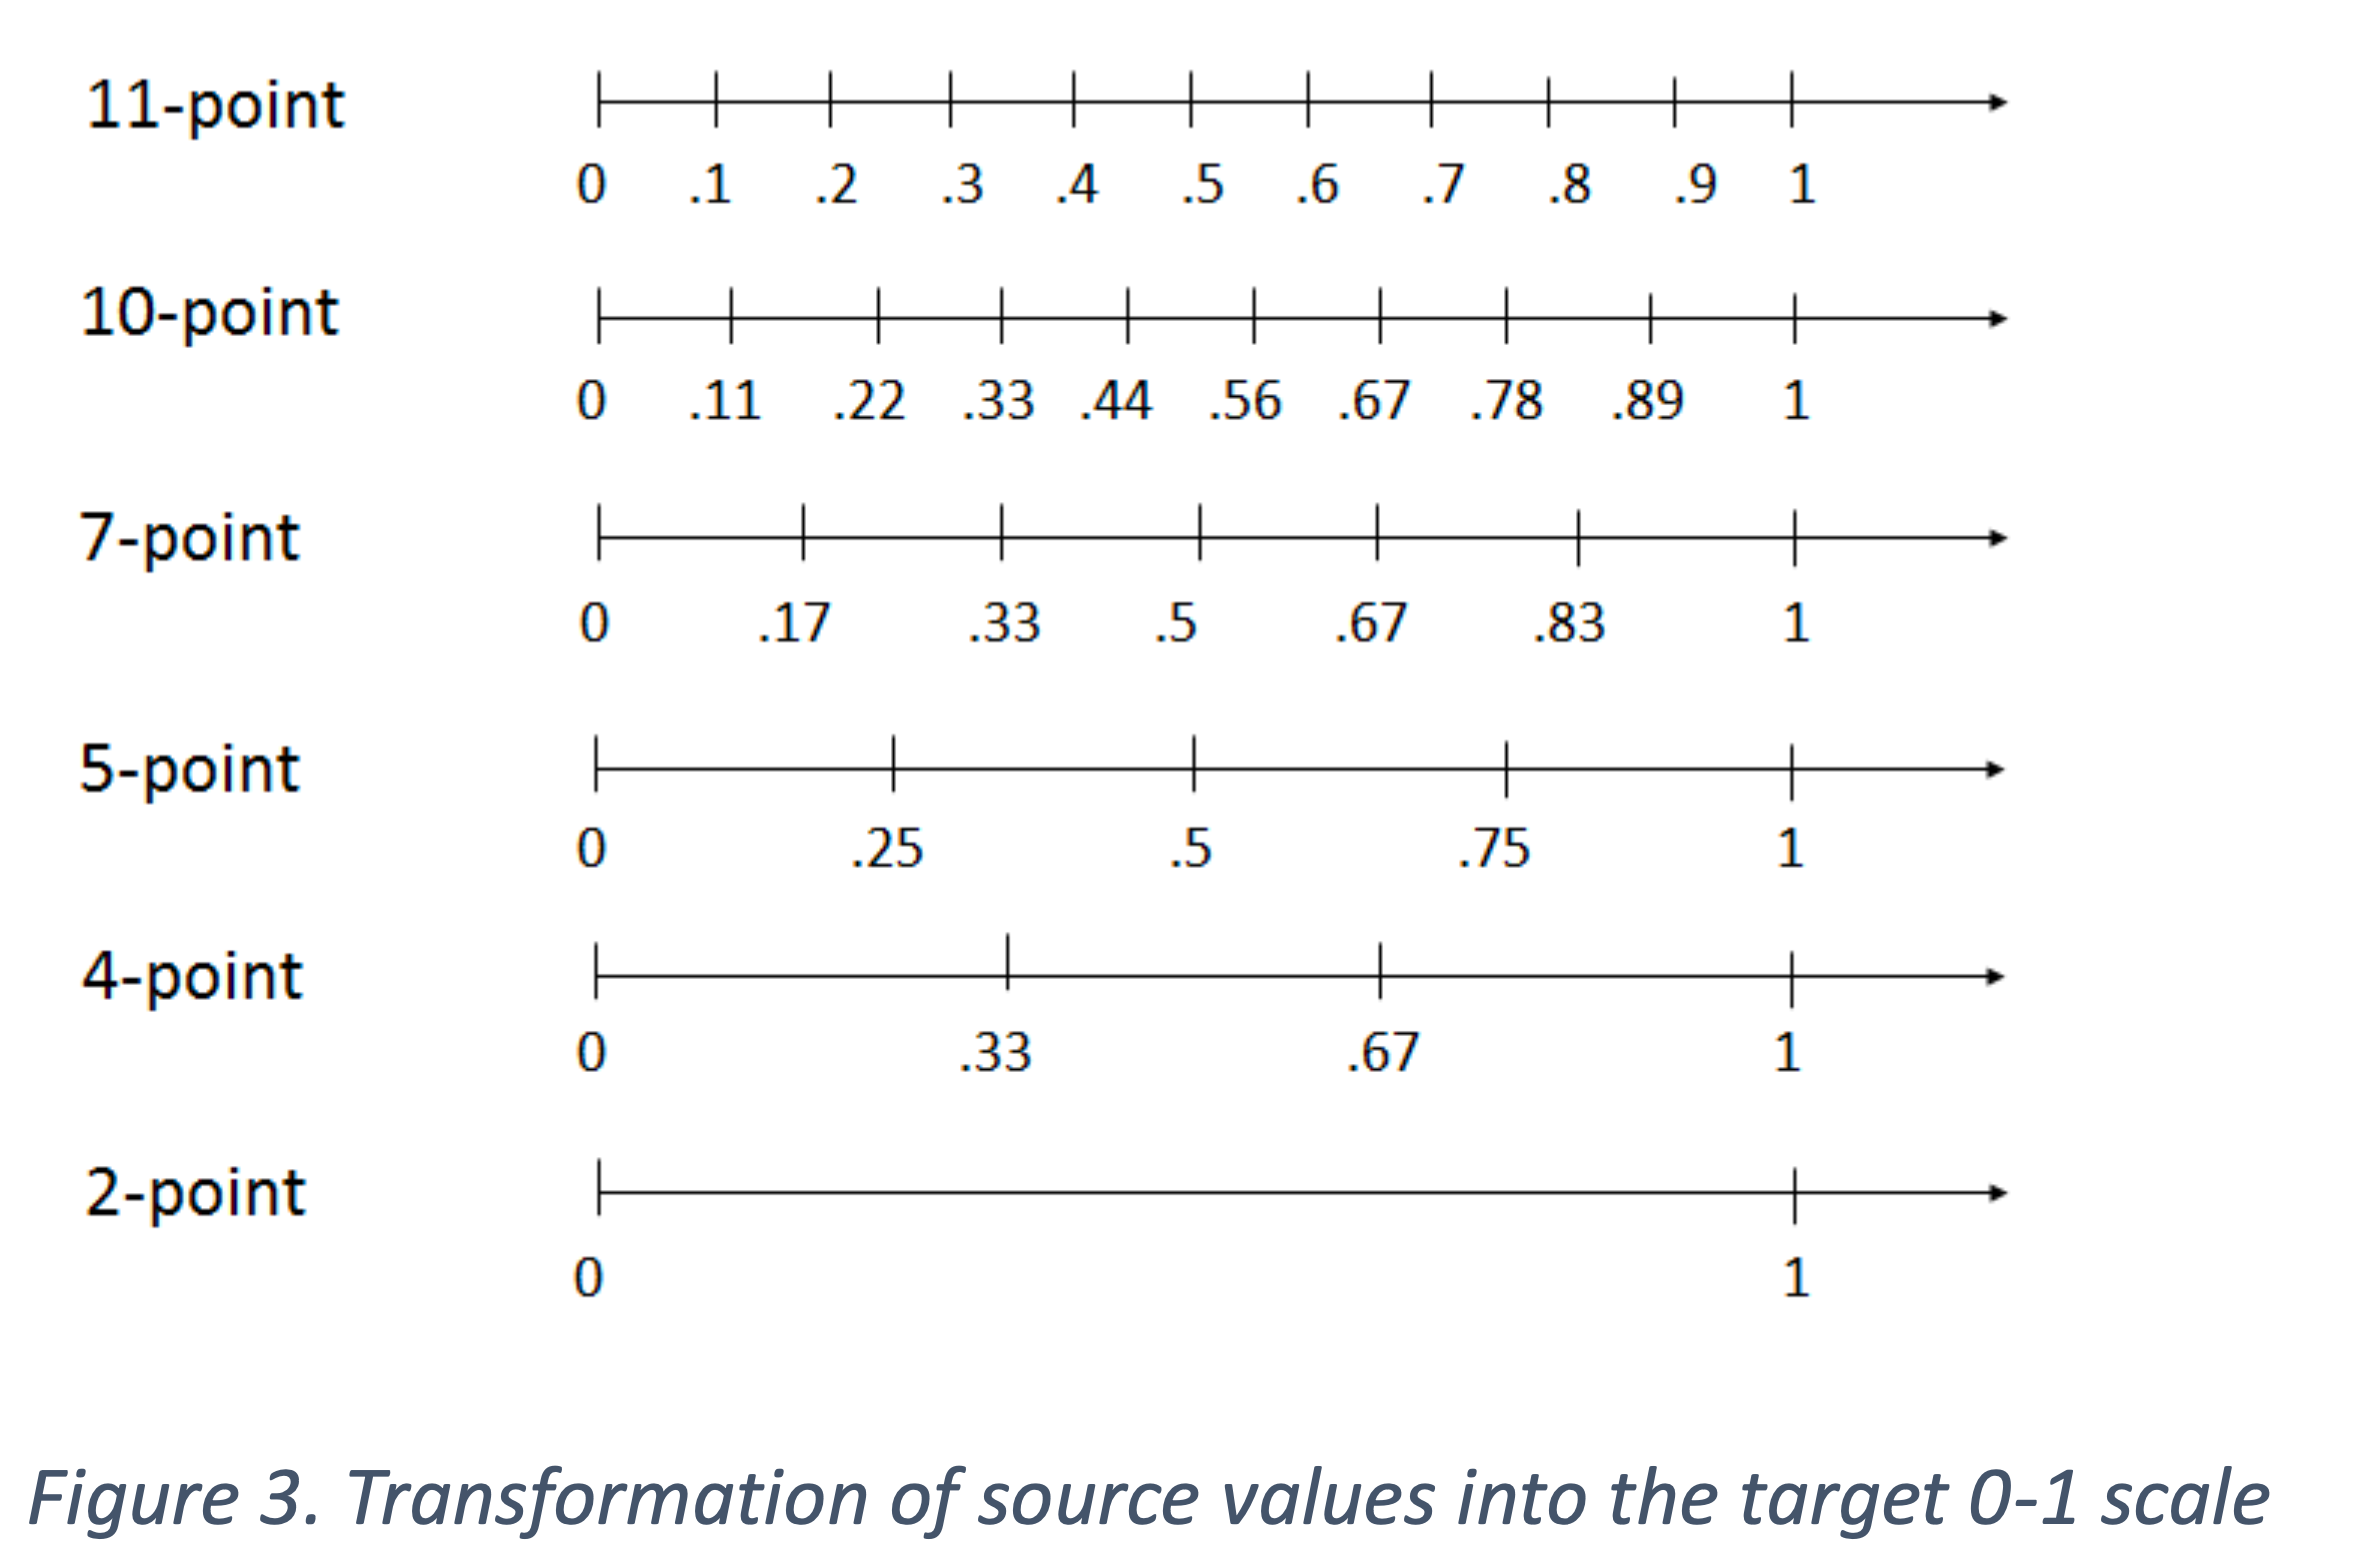 11-point
0 .1 .2 .3 .4 .5 .6 .7 .8 .9 1
10-point
0 .11 .22 .33 .44 .56 .67 .78 .89 1
7-point
0 .17 .33 .5 .67 .83 1
5-point
0 .25 .5 .75 1
4-point
0 .33 .67 1
2-point
0 1
Figure 3. Transformation of source values into the target 0-1 scale